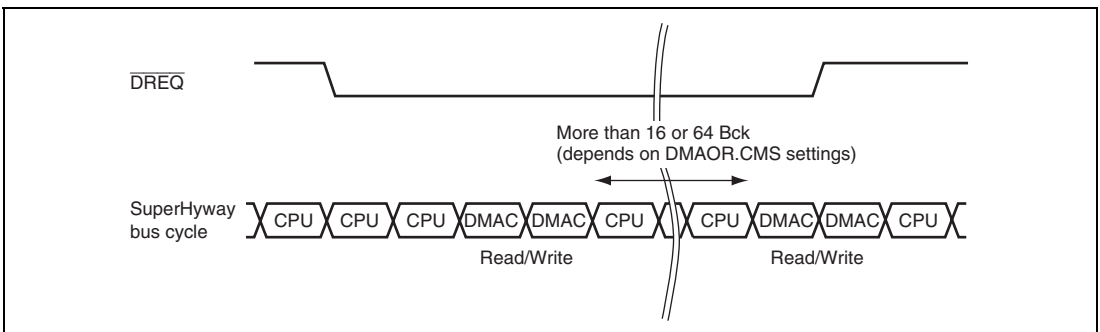 DREQ
More than 16 or 64 Bck
(depends on DMAOR.CMS settings)
SuperHyway
bus cycle
CPU CPU CPU DMAC DMAC CPU CPU DMAC DMAC CPU
Read/Write Read/Write